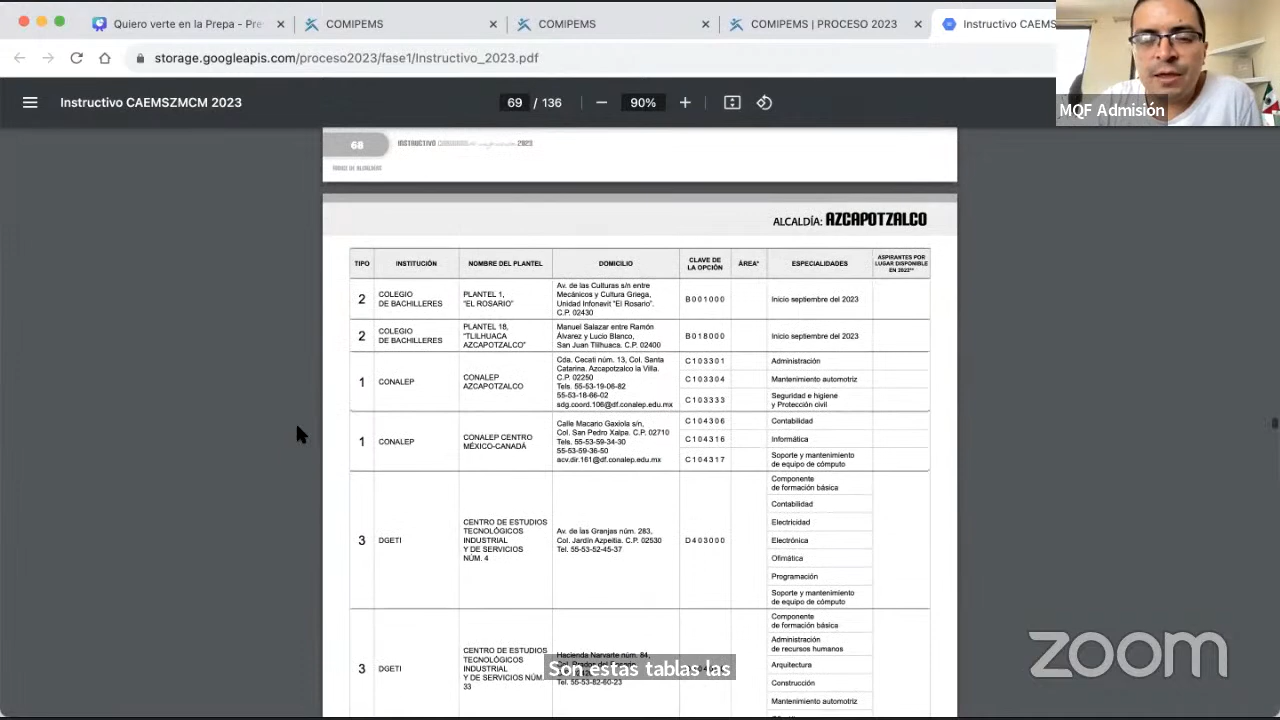 Quiero verte en la Prepa - Pre
COMIPEMS
COMIPEMS
COMIPEMS | PROCESO 2023
Instructivo CAEMS
storage.googleapis.com/proceso2023/fase1/Instructivo_2023.pdf
Instructivo CAEMSZMCM 2023
69 / 136
90%
MQF Admisión
68
INSTRUCTIVO
2023
ALCALDÍA: AZCAPOTZALCO
TIPO
INSTITUCIÓN
NOMBRE DEL PLANTEL
DOMICILIO
CLAVE DE
LA OPCIÓN
ÁREA*
ESPECIALIDADES
ASPIRANTES POR
LUGAR DISPONIBLE
EN 2022**
2
COLEGIO
DE BACHILLERES
PLANTEL 1,
"EL ROSARIO"
Av. de las Culturas s/n entre
Mecánicos y Cultura Griega,
Unidad Infonavit "El Rosario".
C.P. 02430
B001000
Inicio septiembre del 2023
2
COLEGIO
DE BACHILLERES
PLANTEL 18,
"TLILHUACA
AZCAPOTZALCO"
Manuel Salazar entre Ramón
Álvarez y Lucio Blanco,
San Juan Tlilhuaca. C.P. 02400
B018000
Inicio septiembre del 2023
1
CONALEP
CONALEP
AZCAPOTZALCO
Cda. Cecati núm. 13, Col. Santa
Catarina. Azcapotzalco la Villa.
C.P. 02250
Tels. 55-53-19-06-82
55-53-18-66-02
sdg.coord.106@df.conalep.edu.mx
C103301
Administración
C103304
Mantenimiento automotriz
C103333
Seguridad e higiene
y Protección civil
1
CONALEP
CONALEP CENTRO
MÉXICO-CANADÁ
Calle Macario Gaxiola s/n,
Col. San Pedro Xalpa. C.P. 02710
Tels. 55-53-59-34-30
55-53-59-36-50
acv.dir.161@df.conalep.edu.mx
C104306
Contabilidad
C104316
Informática
C104317
Soporte y mantenimiento
de equipo de cómputo
3
DGETI
CENTRO DE ESTUDIOS
TECNOLÓGICOS
INDUSTRIAL
Y DE SERVICIOS
NÚM. 4
Av. de las Granjas núm. 283,
Col. Jardín Azpeitia. C.P. 02530
Tel. 55-53-52-45-37
D403000
Componente
de formación básica
Contabilidad
Electricidad
Electrónica
Ofimática
Programación
Soporte y mantenimiento
de equipo de cómputo
3
DGETI
CENTRO DE ESTUDIOS
TECNOLÓGICOS
INDUSTRIAL
Y DE SERVICIOS NÚM.
33
Hacienda Narvarte núm. 84,
Tel. 55-53-82-60-23
Componente
de formación básica
Administración
de recursos humanos
Arquitectura
Construcción
Mantenimiento automotriz
Son estas tablas las
zoom